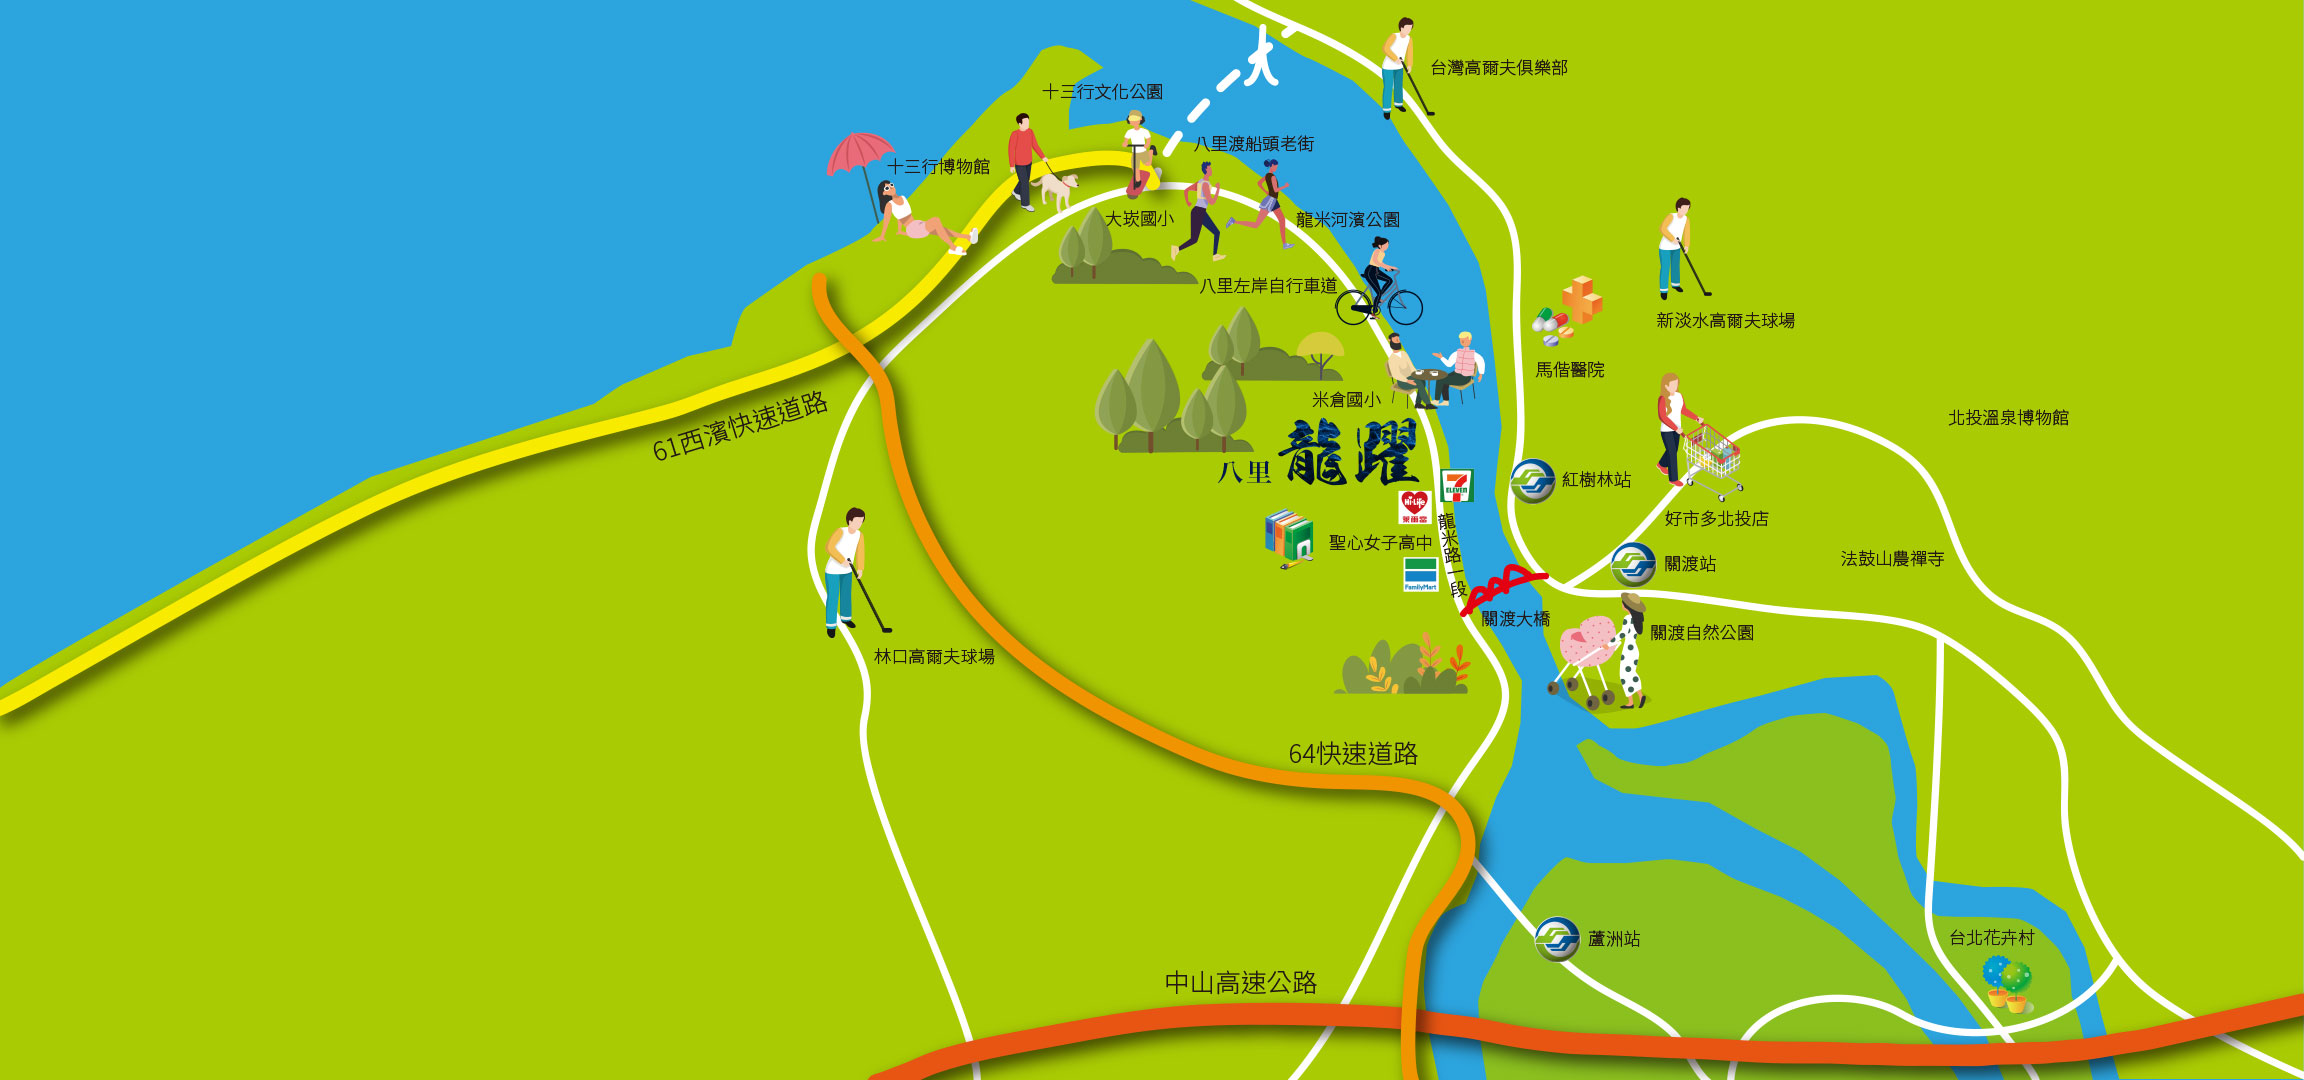 台灣高爾夫俱樂部
十三行文化公園
八里渡船頭老街
十三行博物館
大崁國小
龍米河濱公園
八里左岸自行車道
新淡水高爾夫球場
馬偕醫院
米倉國小
61西濱快速道路
北投溫泉博物館
八里 龍躍
紅樹林站
7
ELEVEN
Hi-Life
萊爾富
好市多北投店
龍米路一段
聖心女子高中
法鼓山農禪寺
關渡站
FamilyMart
關渡大橋
關渡自然公園
林口高爾夫球場
64快速道路
蘆洲站
台北花卉村
中山高速公路